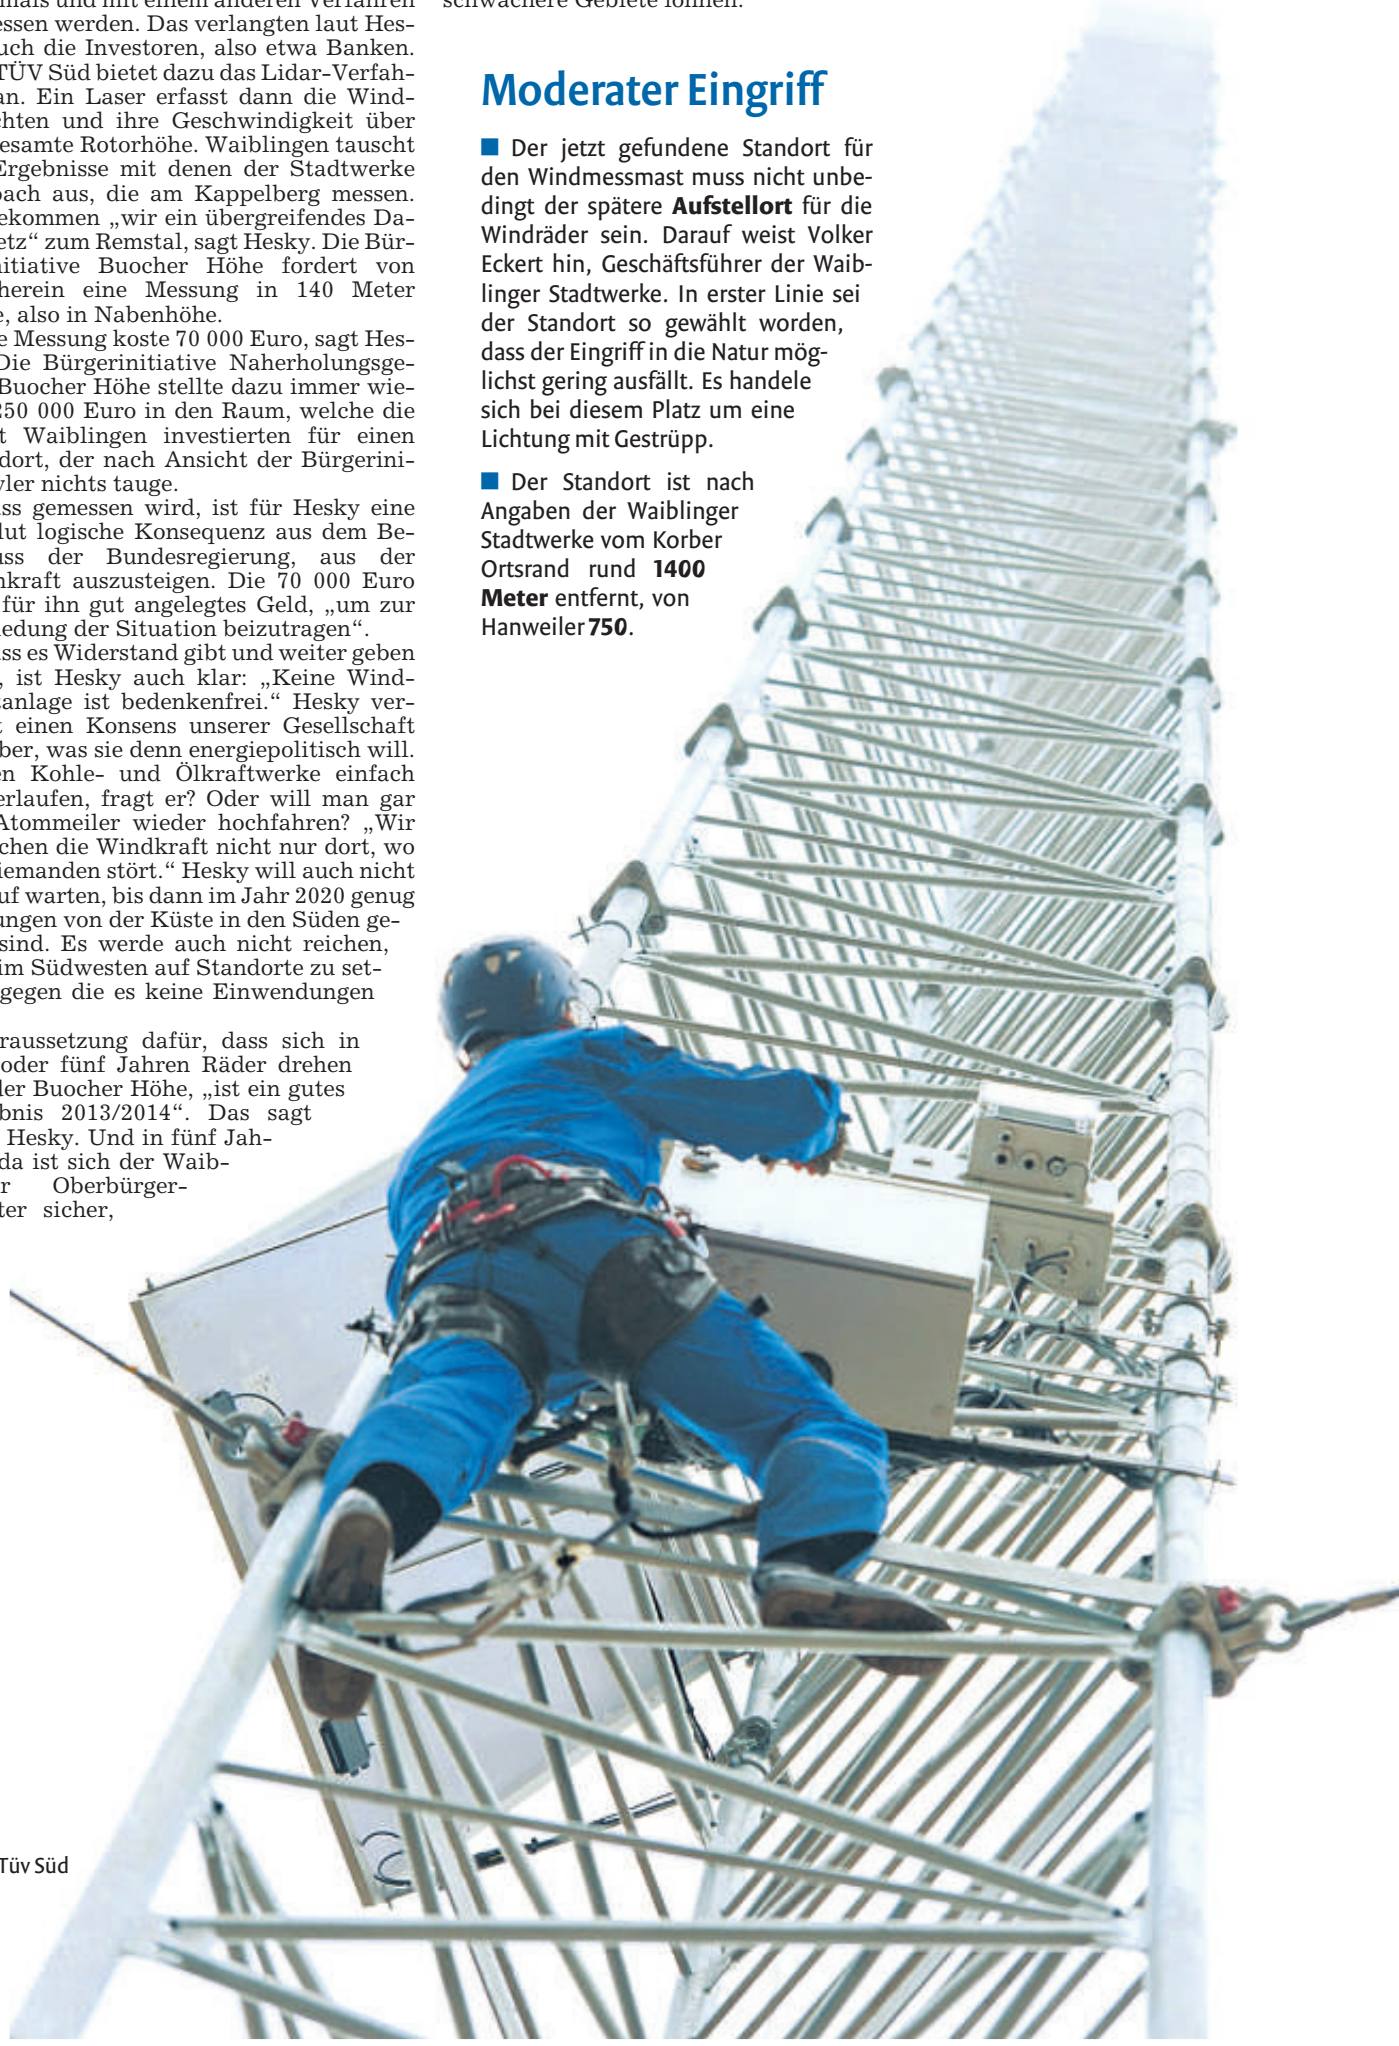 mals und mit einem anderen Verfahren
essen werden. Das verlangten laut Hes-
uch die Investoren, also etwa Banken.
TÜV Süd bietet dazu das Lidar-Verfah-
an. Ein Laser erfasst dann die Wind-
chten und ihre Geschwindigkeit über
esamte Rotorhöhe. Waiblingen tauscht
Ergebnisse mit denen der Stadtwerke
bach aus, die am Kappelberg messen.
ekommen „wir ein übergreifendes Da-
etz“ zum Remstal, sagt Hesky. Die Bür-
nitiative Buocher Höhe fordert von
herein eine Messung in 140 Meter
e, also in Nabenhöhe.
e Messung koste 70 000 Euro, sagt Hes-
Die Bürgerinitiative Naherholungsge-
Buocher Höhe stellte dazu immer wie-
250 000 Euro in den Raum, welche die
t Waiblingen investierten für einen
dort, der nach Ansicht der Bürgerini-
vler nichts tauge.
ss gemessen wird, ist für Hesky eine
lut logische Konsequenz aus dem Be-
uss der Bundesregierung, aus der
nkraft auszusteigen. Die 70 000 Euro
für ihn gut angelegtes Geld, „um zur
iedung der Situation beizutragen“.
ss es Widerstand gibt und weiter geben
, ist Hesky auch klar: „Keine Wind-
tanlage ist bedenkenfrei.“ Hesky ver-
t einen Konsens unserer Gesellschaft
ber, was sie denn energiepolitisch will.
en Kohle- und Ölkraftwerke einfach
erlaufen, fragt er? Oder will man gar
Atommeiler wieder hochfahren? „Wir
chen die Windkraft nicht nur dort, wo
iemanden stört.“ Hesky will auch nicht
uf warten, bis dann im Jahr 2020 genug
ungen von der Küste in den Süden ge-
sind. Es werde auch nicht reichen,
im Südwesten auf Standorte zu set-
gegen die es keine Einwendungen
raussetzung dafür, dass sich in
oder fünf Jahren Räder drehen
der Buocher Höhe, „ist ein gutes
bnis 2013/2014“. Das sagt
Hesky. Und in fünf Jah-
da ist sich der Waib-
r Oberbürger-
ter sicher,
schwächere Gebiete lohnen.
Moderater Eingriff
■ Der jetzt gefundene Standort für
den Windmessmast muss nicht unbe-
dingt der spätere Aufstellort für die
Windräder sein. Darauf weist Volker
Eckert hin, Geschäftsführer der Waib-
linger Stadtwerke. In erster Linie sei
der Standort so gewählt worden,
dass der Eingriff in die Natur mög-
lichst gering ausfällt. Es handele
sich bei diesem Platz um eine
Lichtung mit Gestrüpp.
■ Der Standort ist nach
Angaben der Waiblinger
Stadtwerke vom Korber
Ortsrand rund 1400
Meter entfernt, von
Hanweiler 750.
Tüv Süd